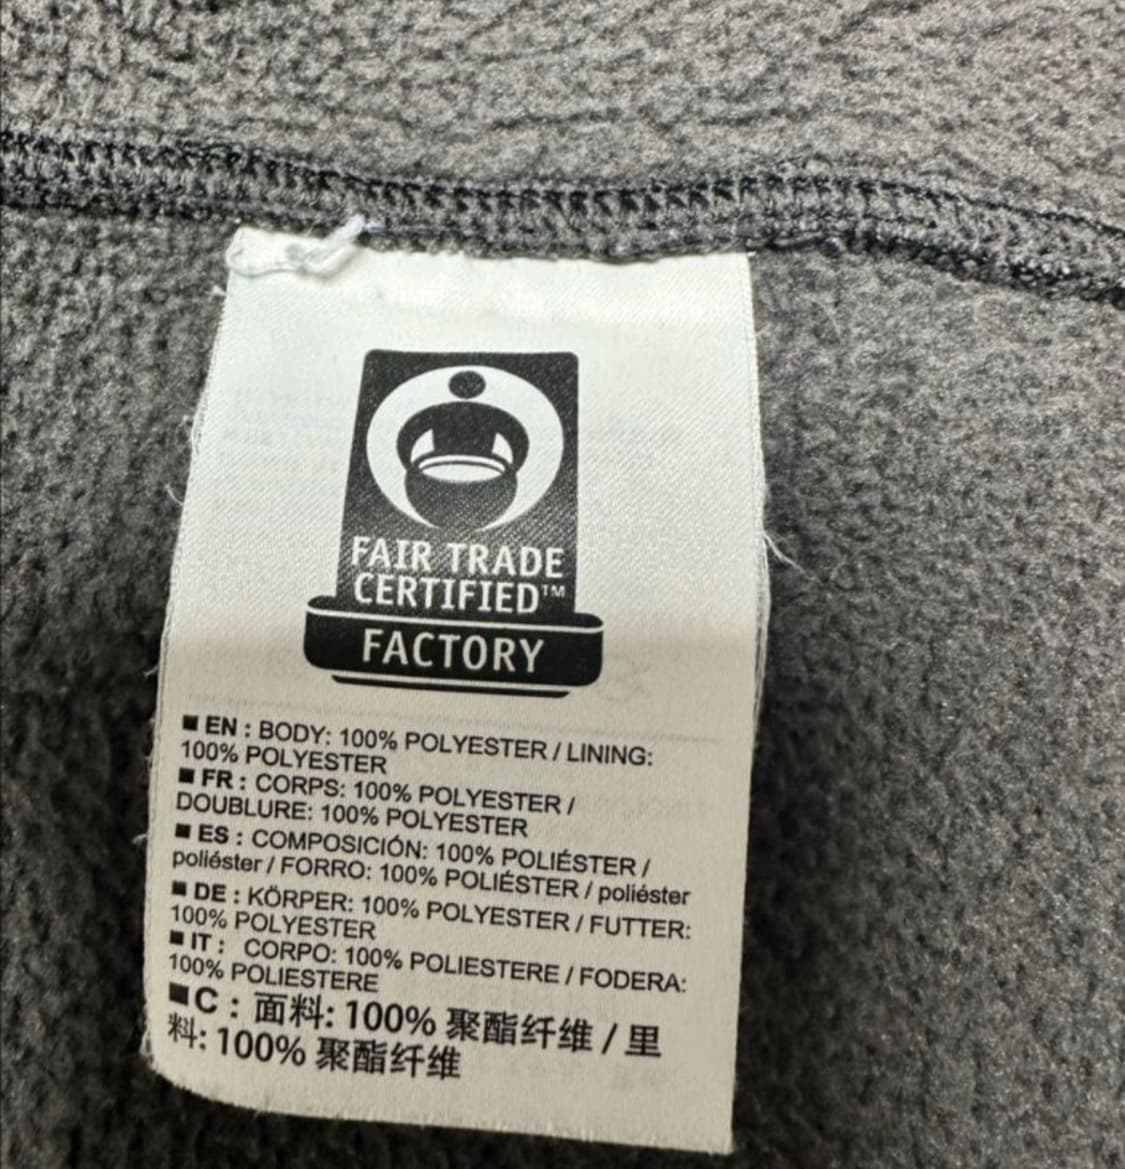 FAIR TRADE
CERTIFIED™
FACTORY
■ EN : BODY: 100% POLYESTER / LINING:
100% POLYESTER
■ FR : CORPS: 100% POLYESTER /
DOUBLURE: 100% POLYESTER
■ ES : COMPOSICIÓN: 100% POLIÉSTER /
poliéster / FORRO: 100% POLIÉSTER / poliéster
■ DE : KÖRPER: 100% POLYESTER / FUTTER:
100% POLYESTER
■ IT : CORPO: 100% POLIESTERE / FODERA:
100% POLIESTERE
■C : 面料: 100% 聚酯纤维 / 里
料: 100% 聚酯纤维